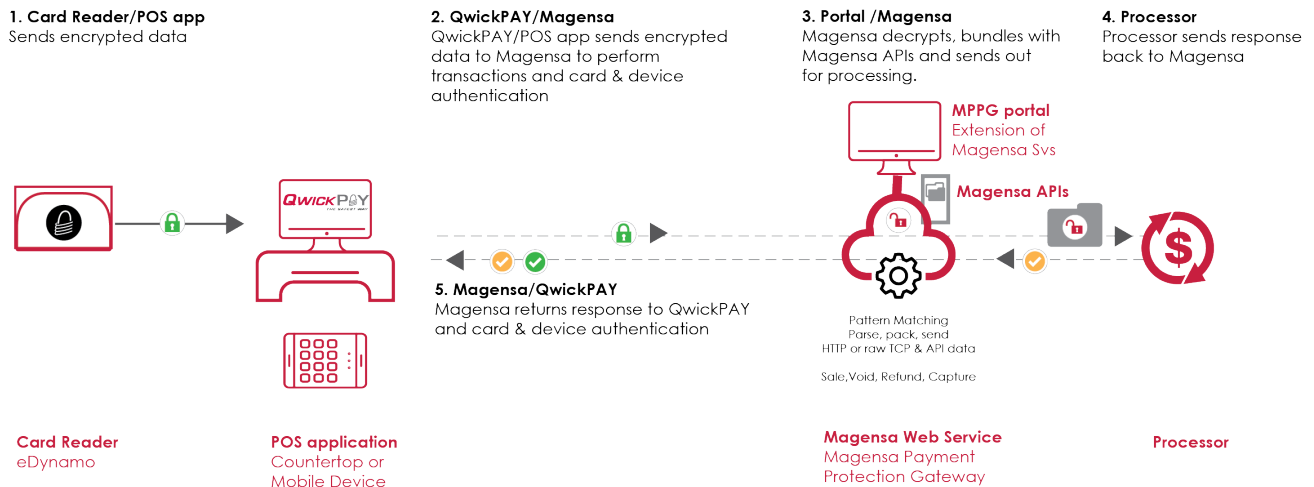 1. Card Reader/POS app
Sends encrypted data
2. QwickPAY/Magensa
QwickPAY/POS app sends encrypted
data to Magensa to perform
transactions and card & device
authentication
3. Portal /Magensa
Magensa decrypts, bundles with
Magensa APIs and sends out
for processing.
4. Processor
Processor sends response
back to Magensa
MPPG portal
Extension of
Magensa Svs
Magensa APIs
QWICKPAY
THE SAFEST WAY
$
5. Magensa/QwickPAY
Magensa returns response to QwickPAY
and card & device authentication
Pattern Matching
Parse, pack, send
HTTP or raw TCP & API data
Sale,Void, Refund, Capture
Card Reader
eDynamo
POS application
Countertop or
Mobile Device
Magensa Web Service
Magensa Payment
Protection Gateway
Processor